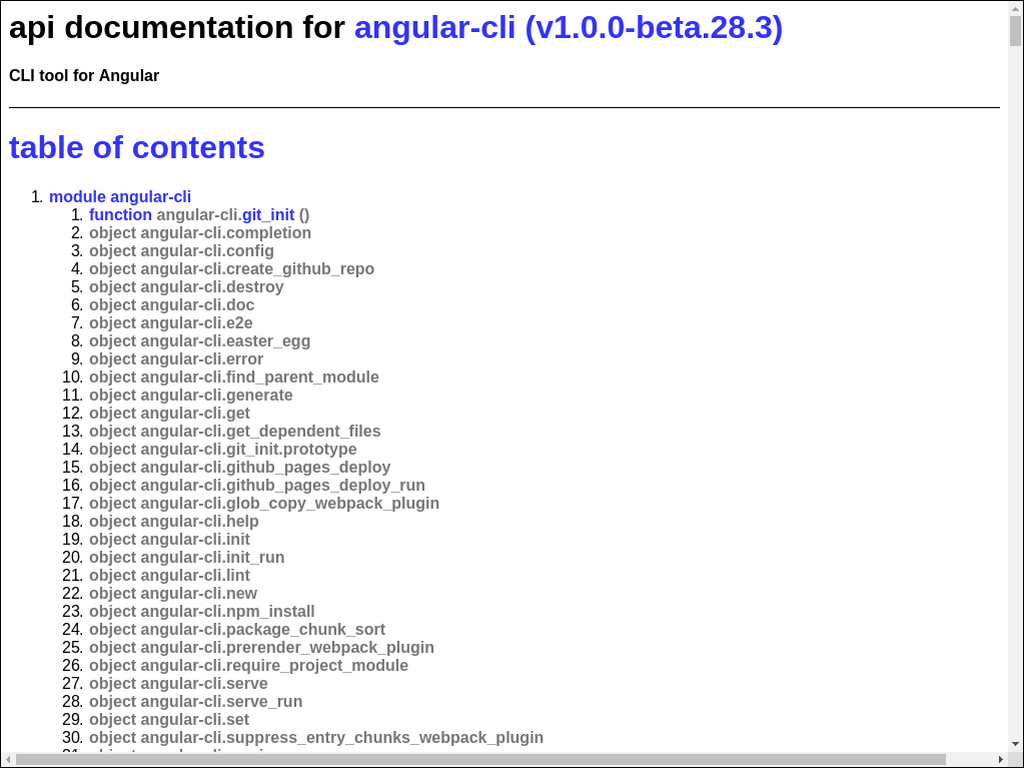 api documentation for angular-cli (v1.0.0-beta.28.3)
CLI tool for Angular
table of contents
1. module angular-cli
1. function angular-cli.git_init ()
2. object angular-cli.completion
3. object angular-cli.config
4. object angular-cli.create_github_repo
5. object angular-cli.destroy
6. object angular-cli.doc
7. object angular-cli.e2e
8. object angular-cli.easter_egg
9. object angular-cli.error
10. object angular-cli.find_parent_module
11. object angular-cli.generate
12. object angular-cli.get
13. object angular-cli.get_dependent_files
14. object angular-cli.git_init.prototype
15. object angular-cli.github_pages_deploy
16. object angular-cli.github_pages_deploy_run
17. object angular-cli.glob_copy_webpack_plugin
18. object angular-cli.help
19. object angular-cli.init
20. object angular-cli.init_run
21. object angular-cli.lint
22. object angular-cli.new
23. object angular-cli.npm_install
24. object angular-cli.package_chunk_sort
25. object angular-cli.prerender_webpack_plugin
26. object angular-cli.require_project_module
27. object angular-cli.serve
28. object angular-cli.serve_run
29. object angular-cli.set
30. object angular-cli.suppress_entry_chunks_webpack_plugin